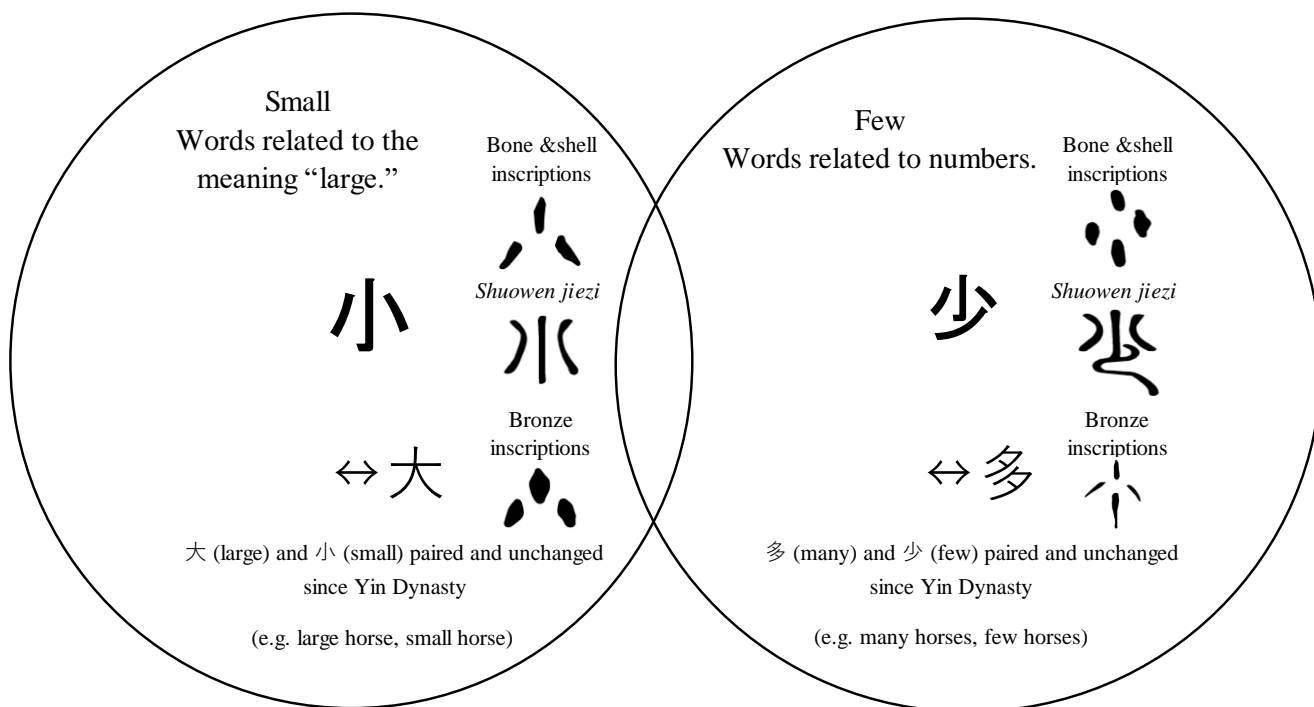 Small
Words related to the
meaning “large.”
Bone &shell
inscriptions
Shuowen jiezi
小
Bronze
inscriptions
↔ 大
大 (large) and 小 (small) paired and unchanged
since Yin Dynasty
(e.g. large horse, small horse)
Few
Words related to numbers.
Bone &shell
inscriptions
Shuowen jiezi
少
Bronze
inscriptions
↔ 多
多 (many) and 少 (few) paired and unchanged
since Yin Dynasty
(e.g. many horses, few horses)